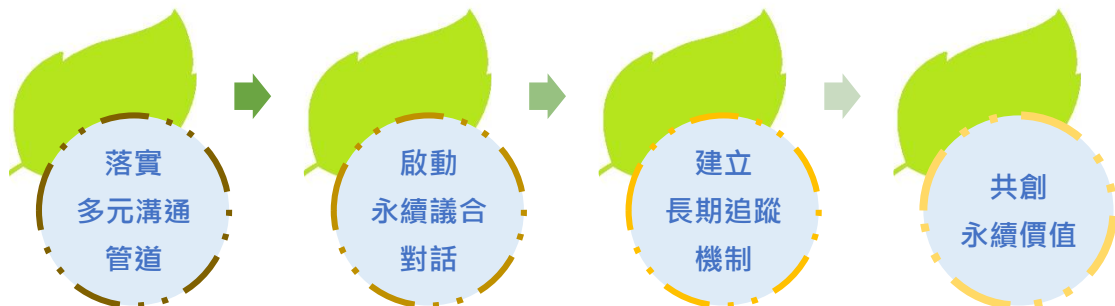 落實
多元溝通
管道
啟動
永續議合
對話
建立
長期追蹤
機制
共創
永續價值